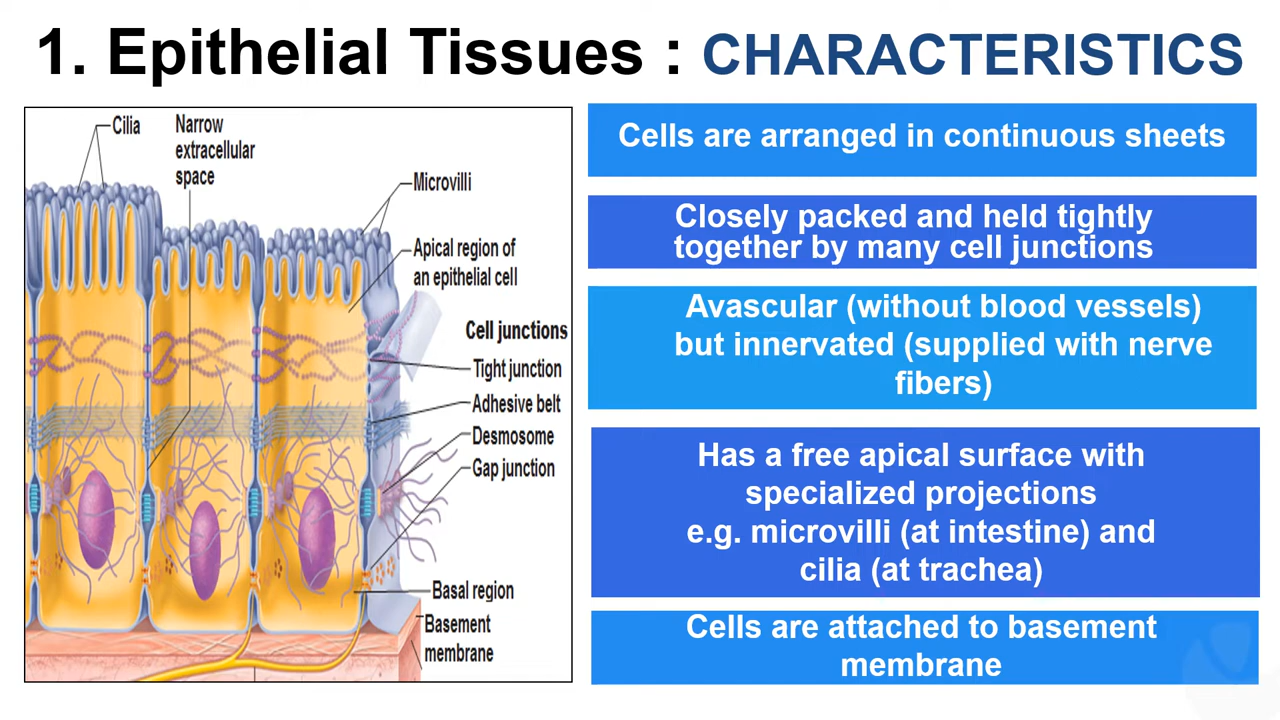 1. Epithelial Tissues : CHARACTERISTICS
Cilia
Narrow
extracellular
space
Microvilli
Apical region of
an epithelial cell
Cell junctions
Tight junction
Adhesive belt
Desmosome
Gap junction
Basal region
Basement
membrane
Cells are arranged in continuous sheets
Closely packed and held tightly
together by many cell junctions
Avascular (without blood vessels)
but innervated (supplied with nerve
fibers)
Has a free apical surface with
specialized projections
e.g. microvilli (at intestine) and
cilia (at trachea)
Cells are attached to basement
membrane